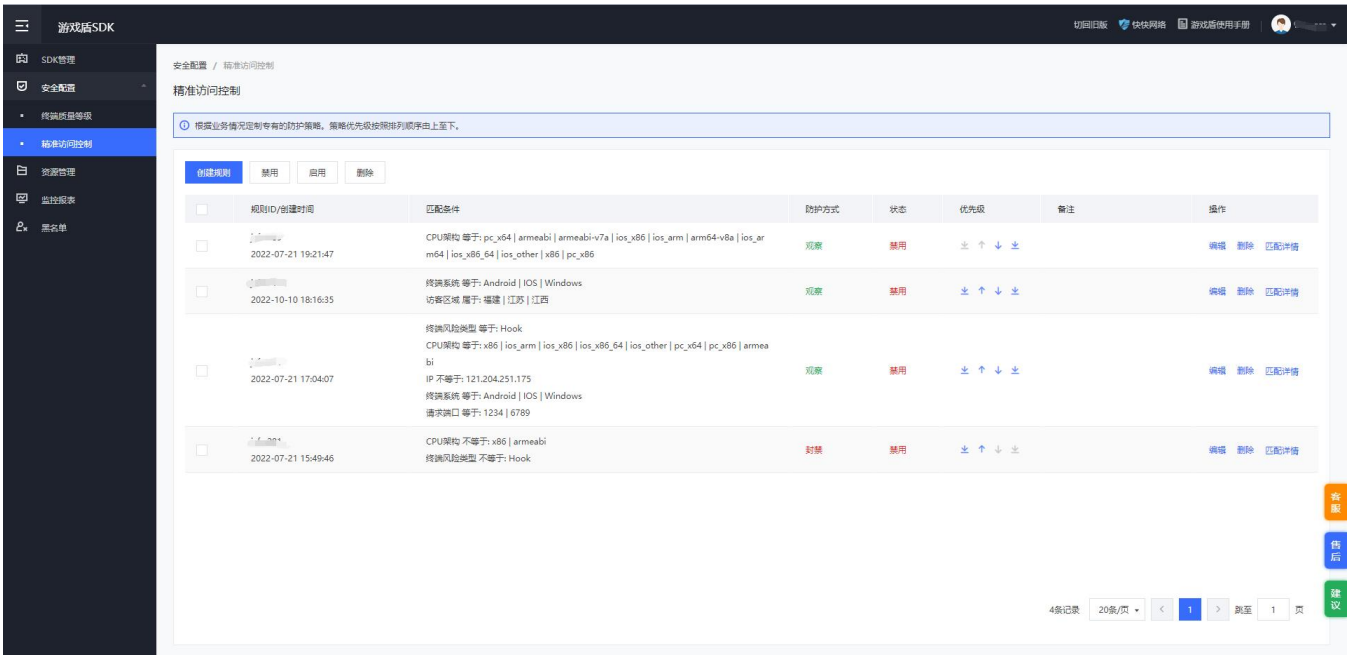 游戏盾SDK
切回旧版 快快网络 游戏盾使用手册
SDK管理
安全配置
终端质量等级
精准访问控制
资源管理
监控报表
黑名单
安全配置 / 精准访问控制
精准访问控制
根据业务情况定制专有的防护策略。策略优先级按照排列顺序由上至下。
创建规则 禁用 启用 删除
规则ID/创建时间 匹配条件 防护方式 状态 优先级 备注 操作
CPU架构 等于: pc_x64 | armeabi | armeabi-v7a | ios_x86 | ios_arm | arm64-v8a | ios_ar
2022-07-21 19:21:47 m64 | ios_x86_64 | ios_other | x86 | pc_x86 观察 禁用 编辑 删除 匹配详情
终端系统 等于: Android | IOS | Windows
2022-10-10 18:16:35 访客区域 属于: 福建 | 江苏 | 江西 观察 禁用 编辑 删除 匹配详情
终端风险类型 等于: Hook
CPU架构 等于: x86 | ios_arm | ios_x86 | ios_x86_64 | ios_other | pc_x64 | pc_x86 | armea
bi
2022-07-21 17:04:07 IP 不等于: 121.204.251.175 观察 禁用 编辑 删除 匹配详情
终端系统 等于: Android | IOS | Windows
请求端口 等于: 1234 | 6789
CPU架构 不等于: x86 | armeabi
2022-07-21 15:49:46 终端风险类型 不等于: Hook 封禁 禁用 编辑 删除 匹配详情
客服
售后
建议
4条记录 20条/页 < 1 > 跳至 1 页